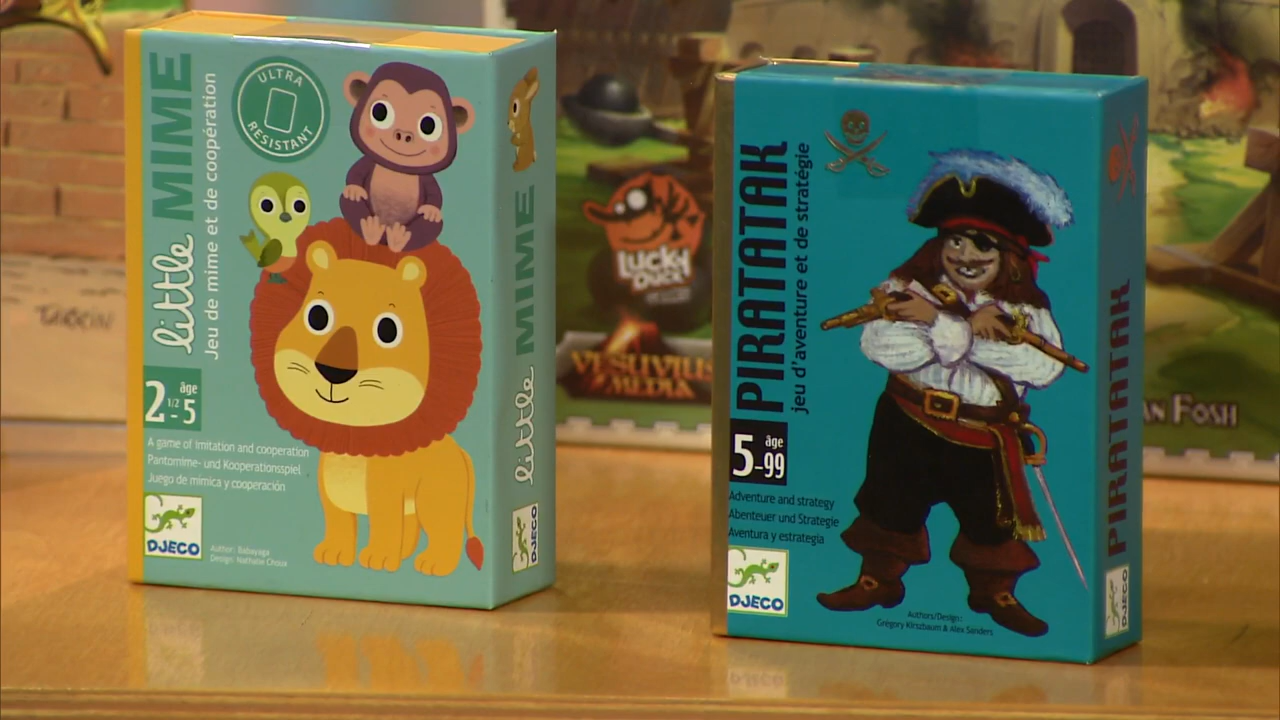 little MIME
Jeu de mime et de coopération
ULTRA
RESISTANT
âge
2 1/2 - 5
A game of imitation and cooperation
Pantomime- und Kooperationsspiel
Juego de mímica y cooperación
DJECO
Author: Babayaga
Design: Nathalie Choux
little MIME
DJECO
LUCKY
DUCK
VESUVIUS
MEDIA
PIRATATAK
jeu d'aventure et de stratégie
âge
5-99
Adventure and strategy
Abenteuer und Strategie
Aventura y estrategia
DJECO
Authors/Design:
Grégory Kirszbaum & Alex Sanders
PIRATATAK
DJECO
AN FOSH